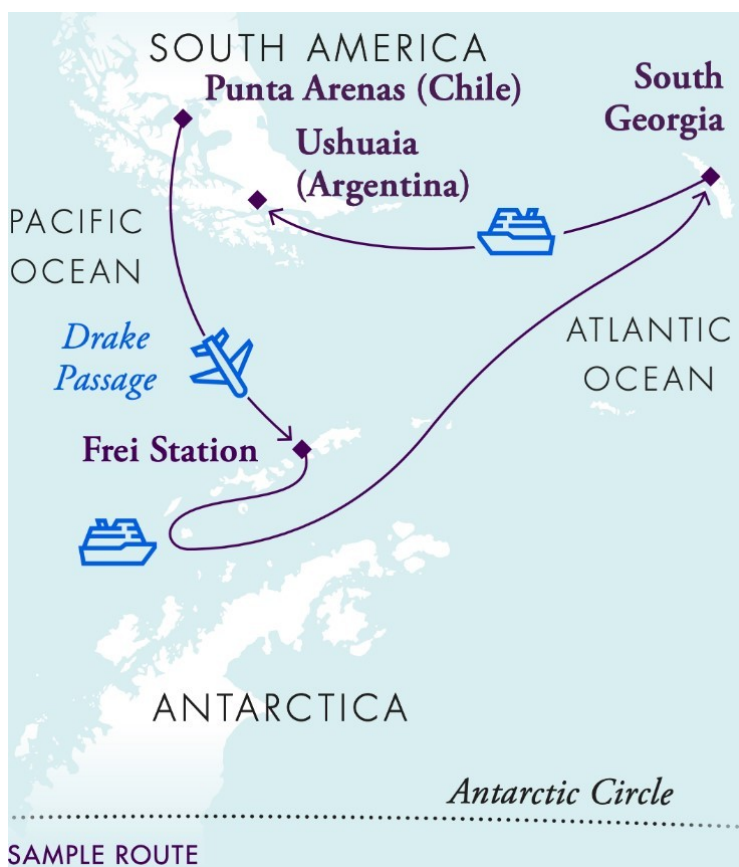 SOUTH AMERICA
Punta Arenas (Chile)
South
Georgia
Ushuaia
(Argentina)
PACIFIC
OCEAN
Drake
Passage
ATLANTIC
OCEAN
Frei Station
ANTARCTICA
Antarctic Circle
SAMPLE ROUTE